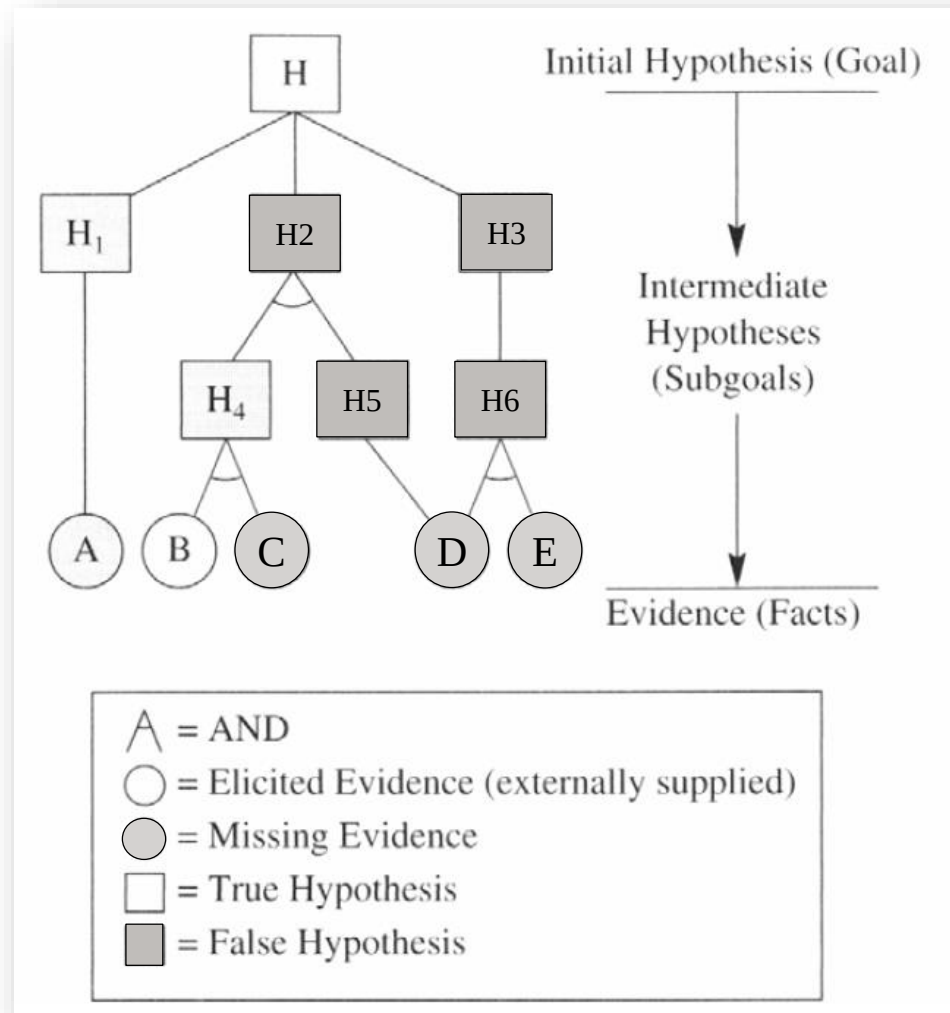 H
Initial Hypothesis (Goal)
H₁
H2
H3
Intermediate
Hypotheses
(Subgoals)
H₄
H5
H6
A
B
C
D
E
Evidence (Facts)
= AND
= Elicited Evidence (externally supplied)
= Missing Evidence
= True Hypothesis
= False Hypothesis